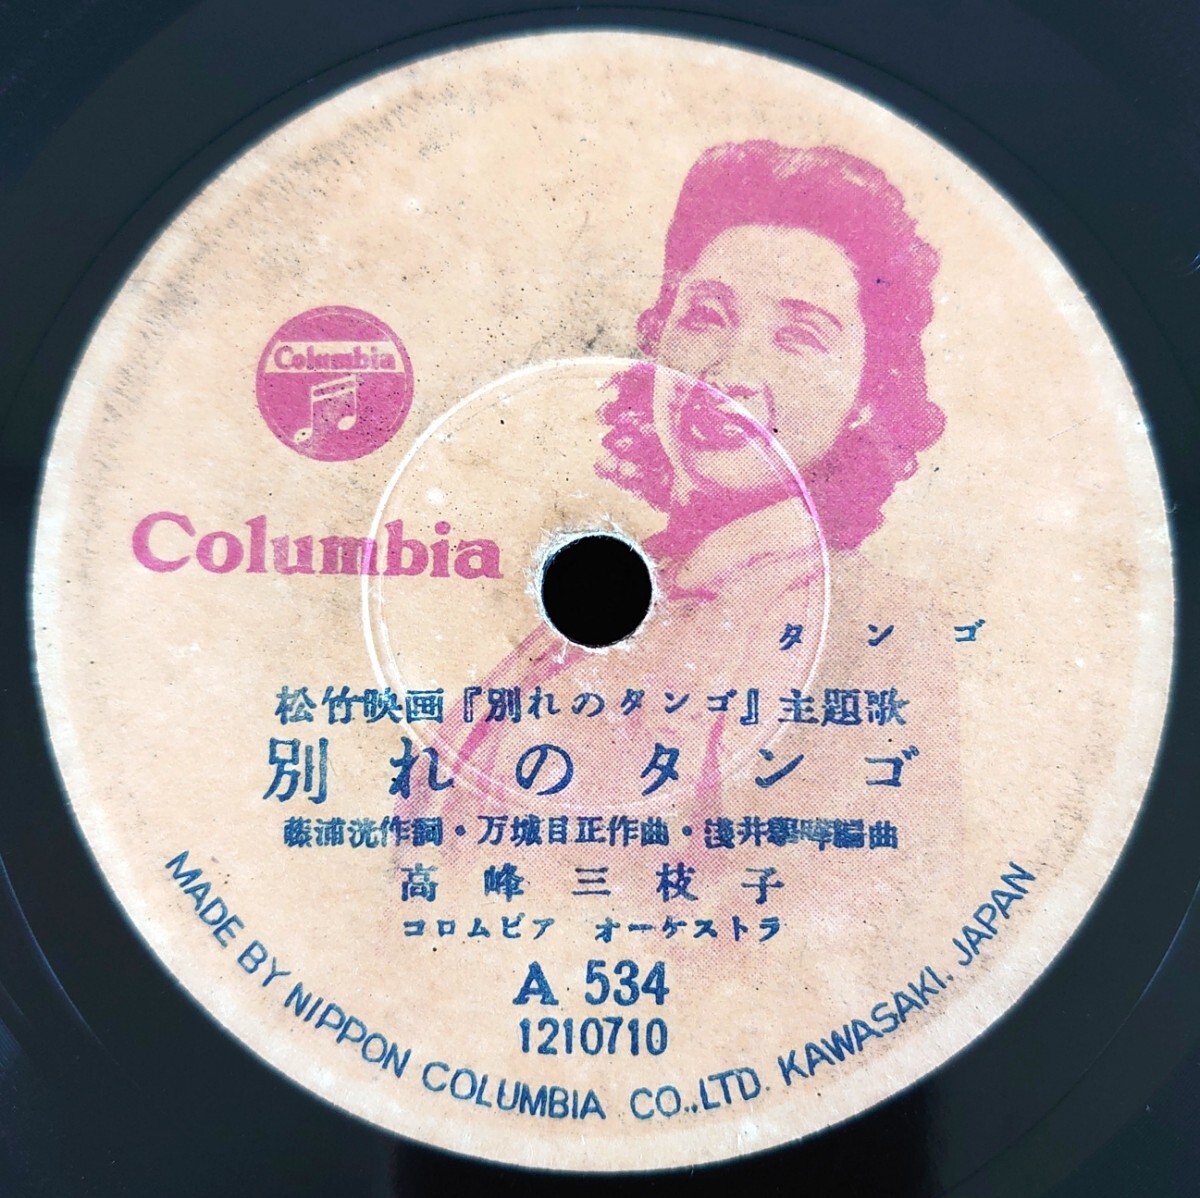 Columbia
Columbia
タンゴ
松竹映画『別れのタンゴ』主題歌
別れのタンゴ
藤浦洸作詞・万城目正作曲・浅井挙曄編曲
高峰三枝子
コロムビア オーケストラ
A 534
1210710
MADE BY NIPPON COLUMBIA CO.,LTD. KAWASAKI. JAPAN